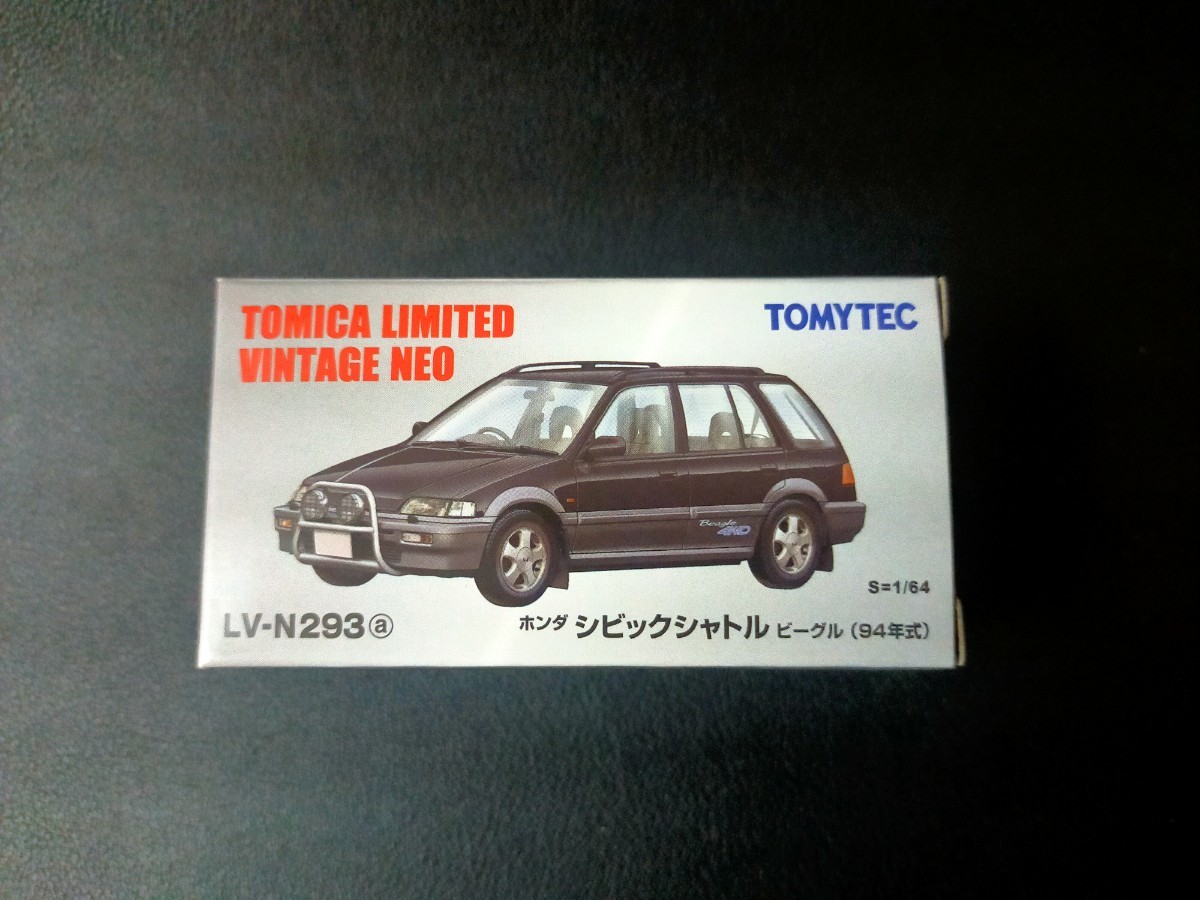 TOMICA LIMITED
VINTAGE NEO
TOMYTEC
Beagle
4WD
S=1/64
LV-N293ⓐ
ホンダ シビックシャトル ビーグル (94年式)